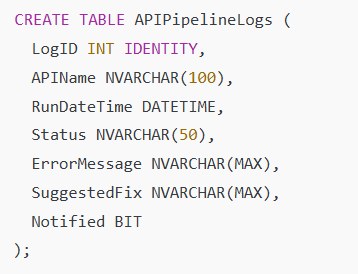 CREATE TABLE APIPipelineLogs (
  LogID INT IDENTITY,
  APIName NVARCHAR(100),
  RunDateTime DATETIME,
  Status NVARCHAR(50),
  ErrorMessage NVARCHAR(MAX),
  SuggestedFix NVARCHAR(MAX),
  Notified BIT
);